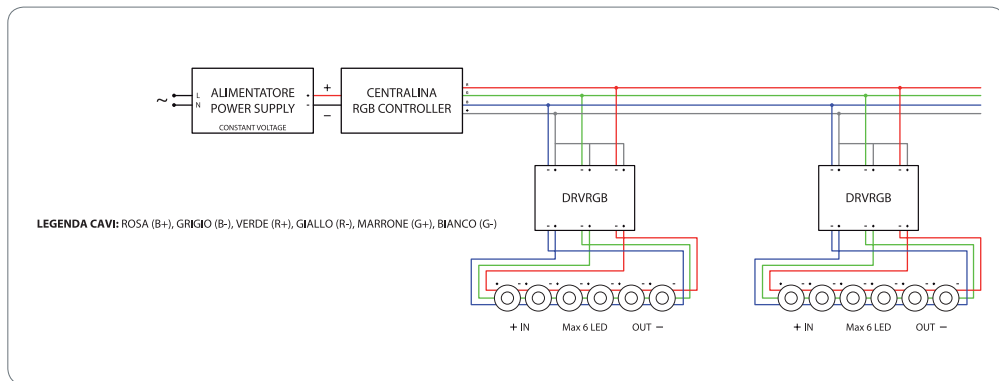 ~
L
N
ALIMENTATORE
POWER SUPPLY
CONSTANT VOLTAGE
+
-
+
–
CENTRALINA
RGB CONTROLLER
R
G
B
+
- + - + - +
DRVRGB
- + - + - +
- + - + - +
DRVRGB
- + - + - +
LEGENDA CAVI: ROSA (B+), GRIGIO (B-), VERDE (R+), GIALLO (R-), MARRONE (G+), BIANCO (G-)
+ - + - + - + - + - + -
+ IN
Max 6 LED
OUT –
+ - + - + - + - + - + -
+ IN
Max 6 LED
OUT –